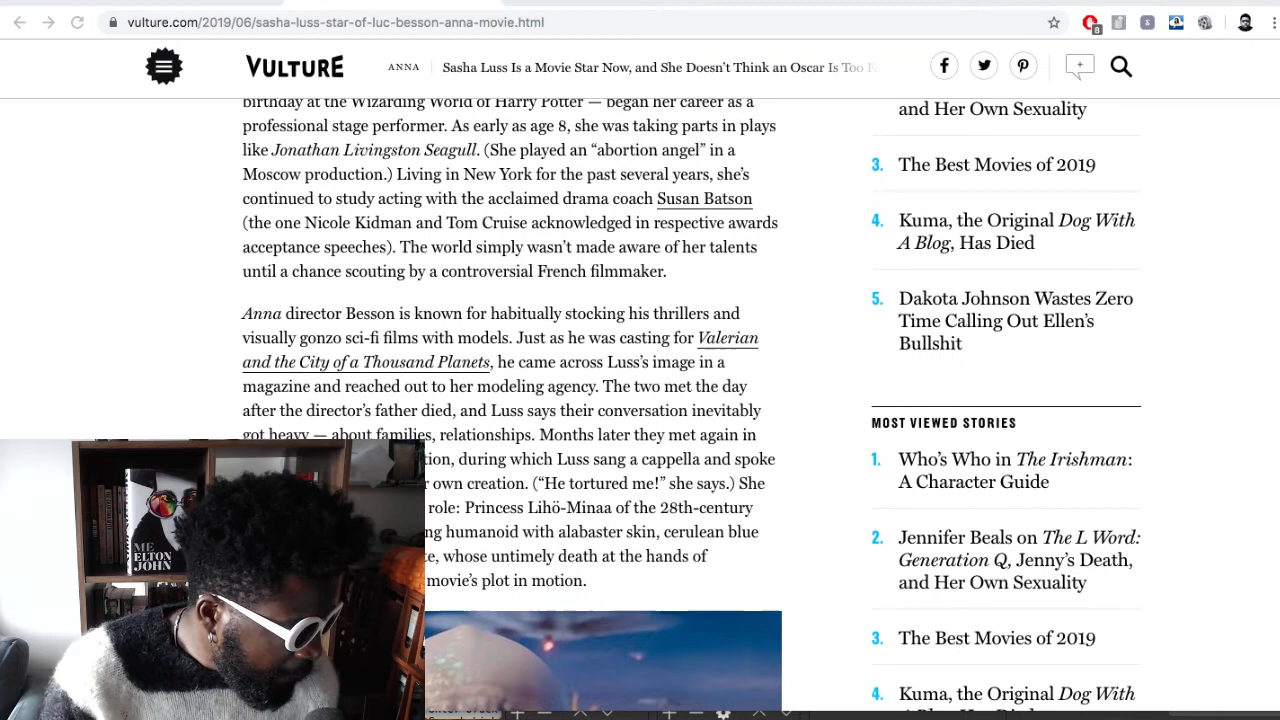 vulture.com/2019/06/sasha-luss-star-of-luc-besson-anna-movie.html
8
VULTURE
ANNA
Sasha Luss Is a Movie Star Now, and She Doesn't Think an Oscar Is Too
birthday at the Wizarding World of Harry Potter — began her career as a
professional stage performer. As early as age 8, she was taking parts in plays
like Jonathan Livingston Seagull. (She played an “abortion angel” in a
Moscow production.) Living in New York for the past several years, she’s
continued to study acting with the acclaimed drama coach Susan Batson
(the one Nicole Kidman and Tom Cruise acknowledged in respective awards
acceptance speeches). The world simply wasn’t made aware of her talents
until a chance scouting by a controversial French filmmaker.
Anna director Besson is known for habitually stocking his thrillers and
visually gonzo sci-fi films with models. Just as he was casting for Valerian
and the City of a Thousand Planets, he came across Luss’s image in a
magazine and reached out to her modeling agency. The two met the day
after the director’s father died, and Luss says their conversation inevitably
got heavy — about families, relationships. Months later they met again in
tion, during which Luss sang a cappella and spoke
r own creation. (“He tortured me!” she says.) She
role: Princess Lihö-Minaa of the 28th-century
ng humanoid with alabaster skin, cerulean blue
te, whose untimely death at the hands of
movie’s plot in motion.
ME
ELTON
JOHN
and Her Own Sexuality
3. The Best Movies of 2019
4. Kuma, the Original Dog With
A Blog, Has Died
5. Dakota Johnson Wastes Zero
Time Calling Out Ellen’s
Bullshit
MOST VIEWED STORIES
1. Who’s Who in The Irishman:
A Character Guide
2. Jennifer Beals on The L Word:
Generation Q, Jenny’s Death,
and Her Own Sexuality
3. The Best Movies of 2019
4. Kuma, the Original Dog With